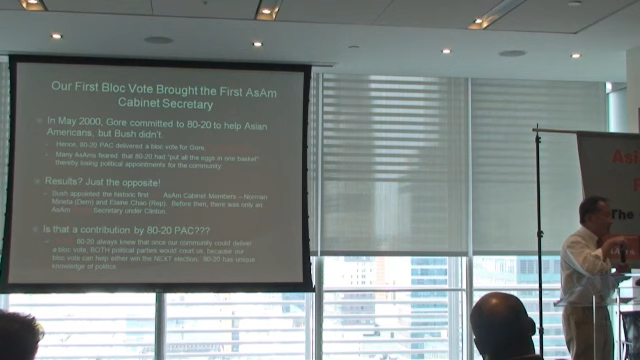 Our First Bloc Vote Brought the First AsAm
Cabinet Secretary
In May 2000, Gore committed to 80-20 to help Asian
Americans, but Bush didn't.
Hence, 80-20 PAC delivered a bloc vote for Gore.
Many AsAms feared that 80-20 had "put all the eggs in one basket"
thereby losing political appointments for the community.
Results? Just the opposite!
Bush appointed the historic first AsAm Cabinet Members – Norman
Mineta (Dem) and Elaine Chao (Rep). Before then, there was only an
AsAm Secretary under Clinton.
Is that a contribution by 80-20 PAC???
80-20 always knew that once our community could deliver
a bloc vote, BOTH political parties would court us, because our
bloc vote can help either win the NEXT election. 80-20 has unique
knowledge of politics
Asi
The